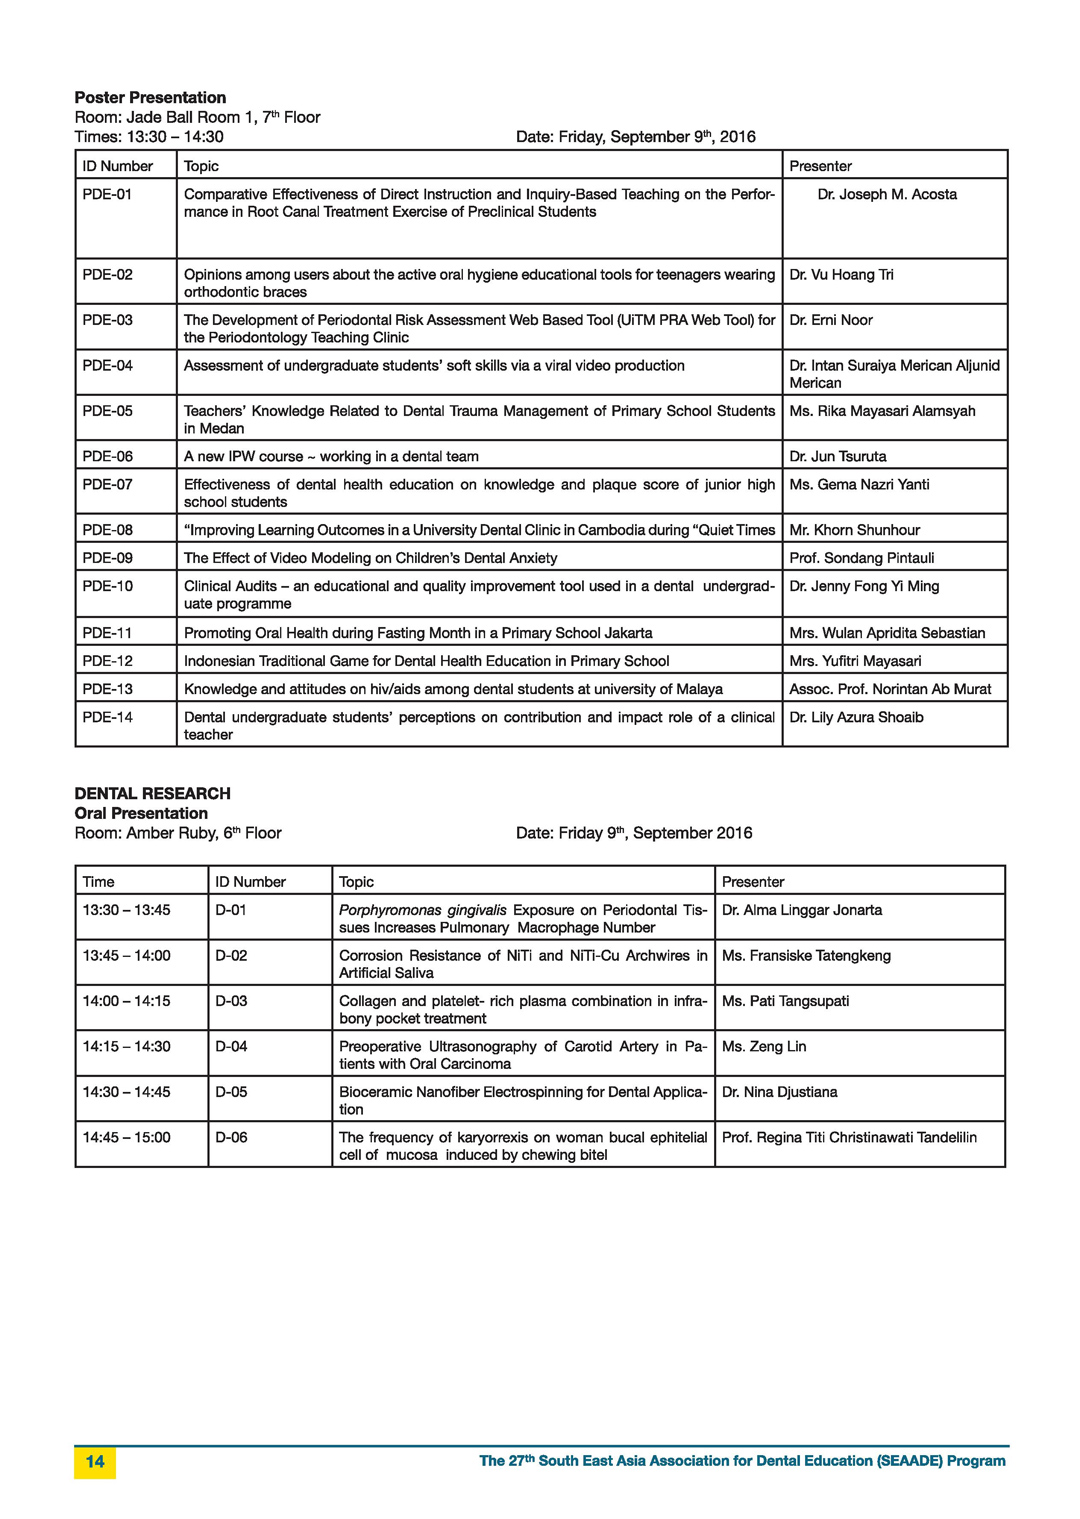 Poster Presentation
Room: Jade Ball Room 1, 7th Floor
Times: 13:30 – 14:30 Date: Friday, September 9th, 2016
ID Number Topic Presenter
PDE-01 Comparative Effectiveness of Direct Instruction and Inquiry-Based Teaching on the Perfor- Dr. Joseph M. Acosta
mance in Root Canal Treatment Exercise of Preclinical Students
PDE-02 Opinions among users about the active oral hygiene educational tools for teenagers wearing Dr. Vu Hoang Tri
orthodontic braces
PDE-03 The Development of Periodontal Risk Assessment Web Based Tool (UiTM PRA Web Tool) for Dr. Erni Noor
the Periodontology Teaching Clinic
PDE-04 Assessment of undergraduate students’ soft skills via a viral video production Dr. Intan Suraiya Merican Aljunid
Merican
PDE-05 Teachers’ Knowledge Related to Dental Trauma Management of Primary School Students Ms. Rika Mayasari Alamsyah
in Medan
PDE-06 A new IPW course ~ working in a dental team Dr. Jun Tsuruta
PDE-07 Effectiveness of dental health education on knowledge and plaque score of junior high Ms. Gema Nazri Yanti
school students
PDE-08 “Improving Learning Outcomes in a University Dental Clinic in Cambodia during “Quiet Times Mr. Khorn Shunhour
PDE-09 The Effect of Video Modeling on Children’s Dental Anxiety Prof. Sondang Pintauli
PDE-10 Clinical Audits – an educational and quality improvement tool used in a dental undergrad- Dr. Jenny Fong Yi Ming
uate programme
PDE-11 Promoting Oral Health during Fasting Month in a Primary School Jakarta Mrs. Wulan Apridita Sebastian
PDE-12 Indonesian Traditional Game for Dental Health Education in Primary School Mrs. Yufitri Mayasari
PDE-13 Knowledge and attitudes on hiv/aids among dental students at university of Malaya Assoc. Prof. Norintan Ab Murat
PDE-14 Dental undergraduate students’ perceptions on contribution and impact role of a clinical Dr. Lily Azura Shoaib
teacher
DENTAL RESEARCH
Oral Presentation
Room: Amber Ruby, 6th Floor Date: Friday 9th, September 2016
Time ID Number Topic Presenter
13:30 – 13:45 D-01 Porphyromonas gingivalis Exposure on Periodontal Tis- Dr. Alma Linggar Jonarta
sues Increases Pulmonary Macrophage Number
13:45 – 14:00 D-02 Corrosion Resistance of NiTi and NiTi-Cu Archwires in Ms. Fransiske Tatengkeng
Artificial Saliva
14:00 – 14:15 D-03 Collagen and platelet- rich plasma combination in infra- Ms. Pati Tangsupati
bony pocket treatment
14:15 – 14:30 D-04 Preoperative Ultrasonography of Carotid Artery in Pa- Ms. Zeng Lin
tients with Oral Carcinoma
14:30 – 14:45 D-05 Bioceramic Nanofiber Electrospinning for Dental Applica- Dr. Nina Djustiana
tion
14:45 – 15:00 D-06 The frequency of karyorrexis on woman bucal ephitelial Prof. Regina Titi Christinawati Tandelilin
cell of mucosa induced by chewing bitel
14 The 27th South East Asia Association for Dental Education (SEAADE) Program